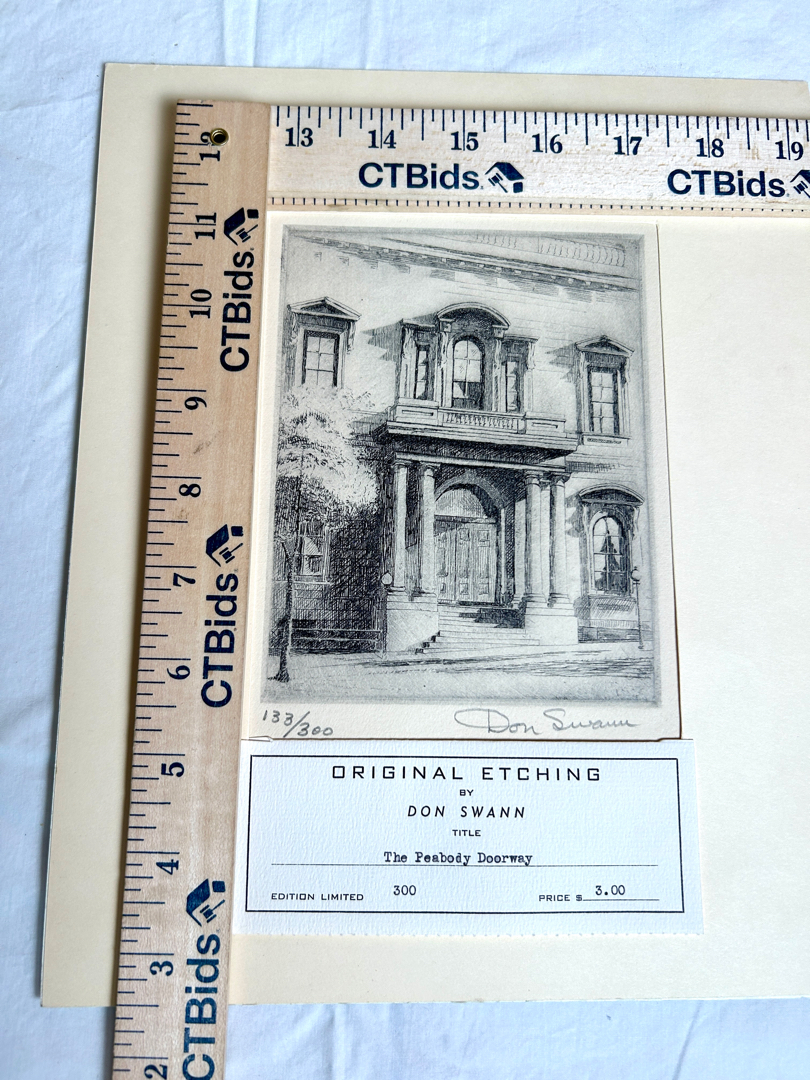 13 14 15 16 17 18 19
CTBids CTBids
12
11
CTBids
10
9
8
7
CTBids
6
5
4
3
CTBids
2
133/300 Don Swann
ORIGINAL ETCHING
BY
DON SWANN
TITLE
The Peabody Doorway
EDITION LIMITED 300 PRICE $ 3.00